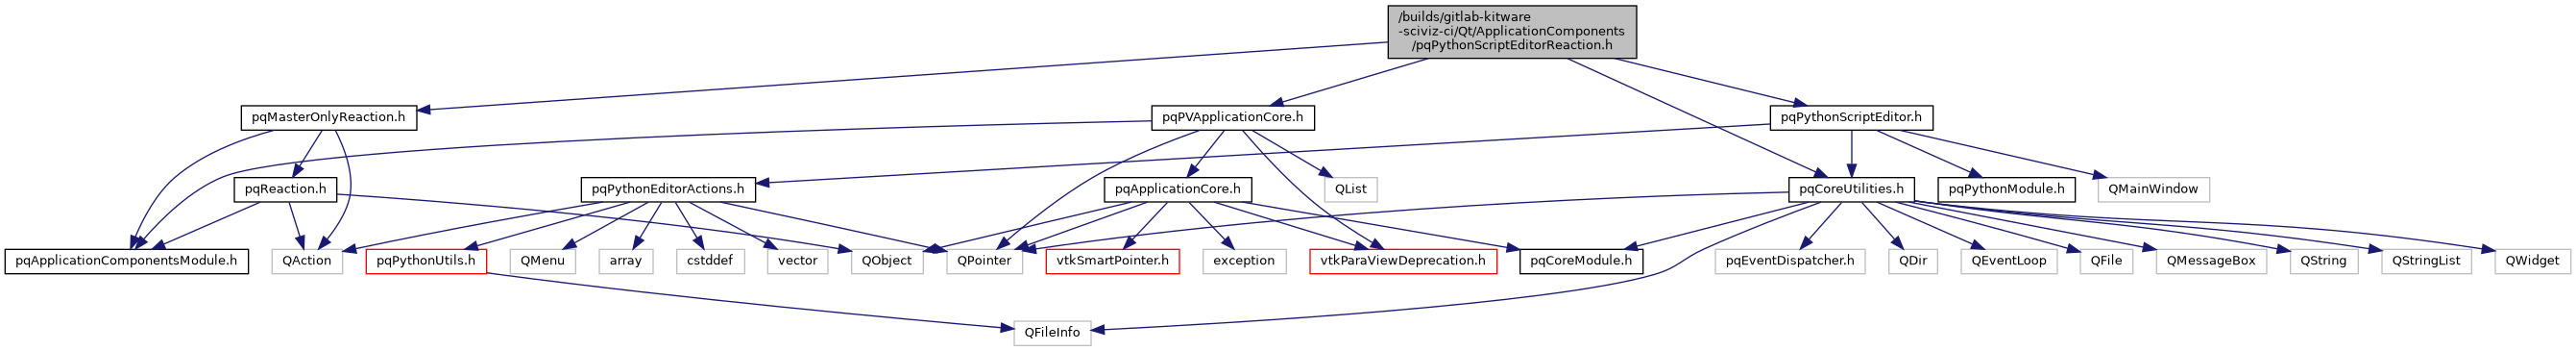 /builds/gitlab-kitware
-sciviz-ci/Qt/ApplicationComponents
/pqPythonScriptEditorReaction.h
pqMasterOnlyReaction.h
pqPVApplicationCore.h
pqPythonScriptEditor.h
pqReaction.h
pqPythonEditorActions.h
pqApplicationCore.h
QList
pqCoreUtilities.h
pqPythonModule.h
QMainWindow
pqApplicationComponentsModule.h
QAction
pqPythonUtils.h
QMenu
array
cstddef
vector
QObject
QPointer
vtkSmartPointer.h
exception
vtkParaViewDeprecation.h
pqCoreModule.h
pqEventDispatcher.h
QDir
QEventLoop
QFile
QMessageBox
QString
QStringList
QWidget
QFileInfo